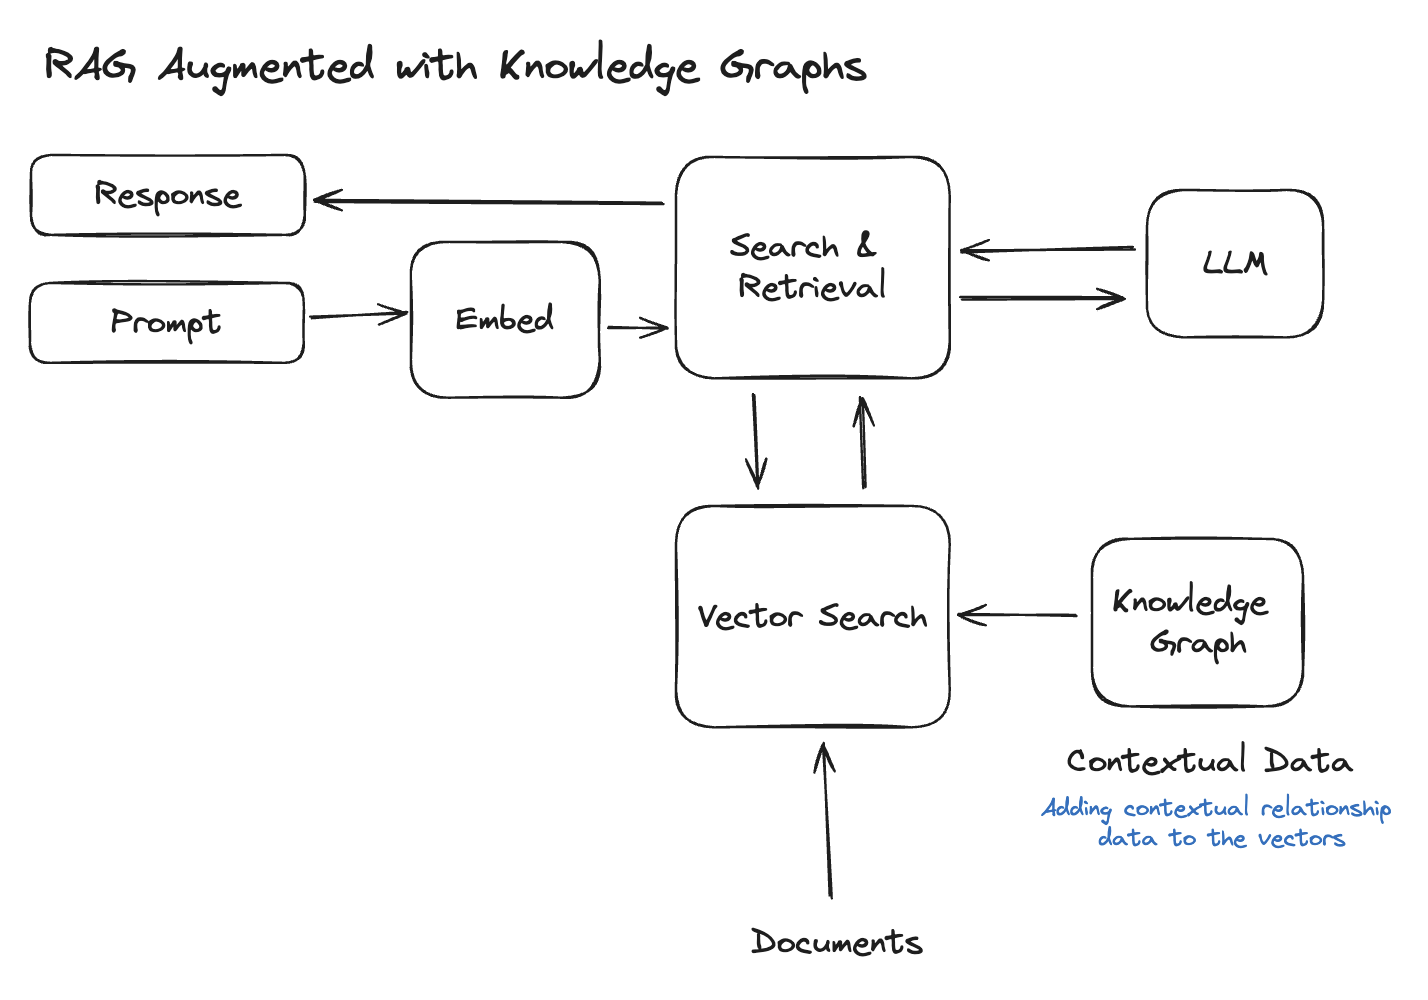 RAG Augmented with Knowledge Graphs
Response
Prompt
Embed
Search &
Retrieval
LLM
Vector Search
Knowledge
Graph
Contextual Data
Adding contextual relationship
data to the vectors
Documents